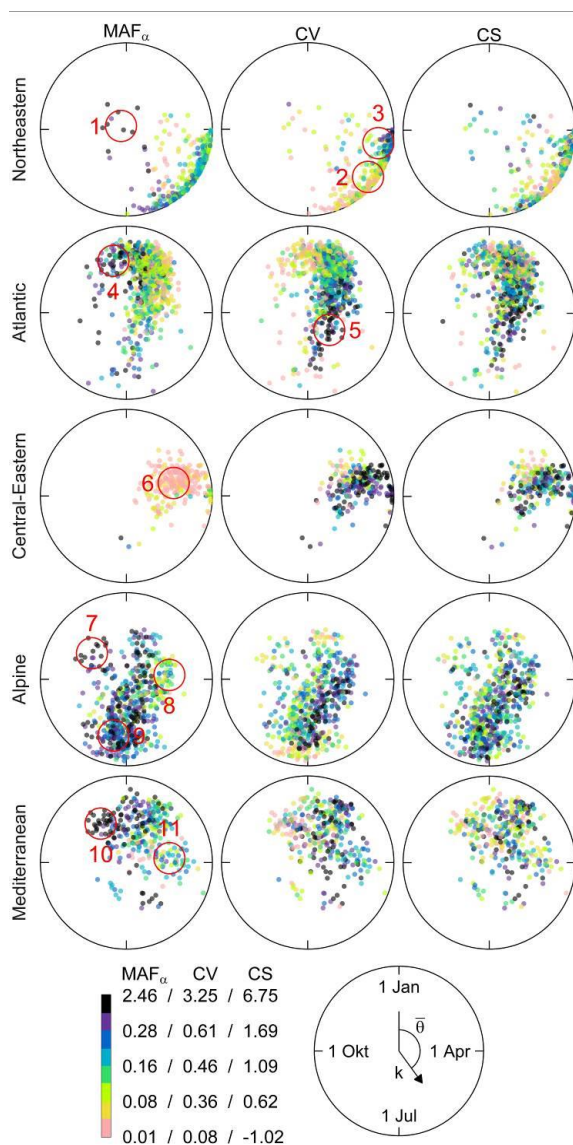 MAFα CV CS
Northeastern
1
3
2
Atlantic
4
5
Central-Eastern
6
Alpine
7
8
9
Mediterranean
11
10
MAFα CV CS
2.46 / 3.25 / 6.75
0.28 / 0.61 / 1.69
0.16 / 0.46 / 1.09
0.08 / 0.36 / 0.62
0.01 / 0.08 / -1.02
1 Jan
θ̅
1 Okt
1 Apr
k
1 Jul